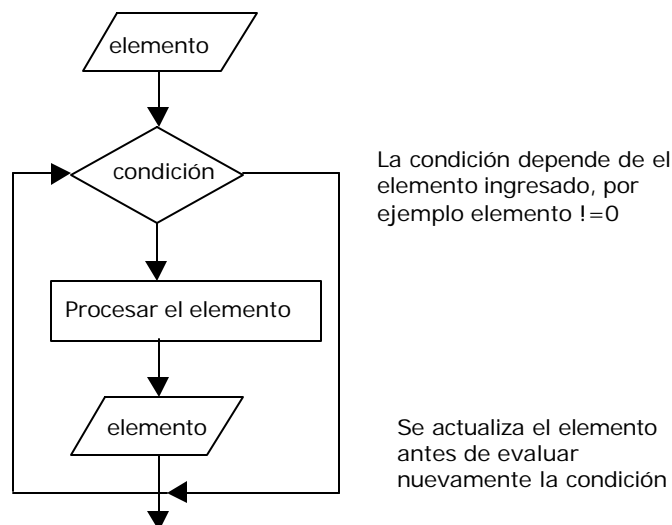 elemento
condición
La condición depende de el
elemento ingresado, por
ejemplo elemento !=0
Procesar el elemento
elemento
Se actualiza el elemento
antes de evaluar
nuevamente la condición